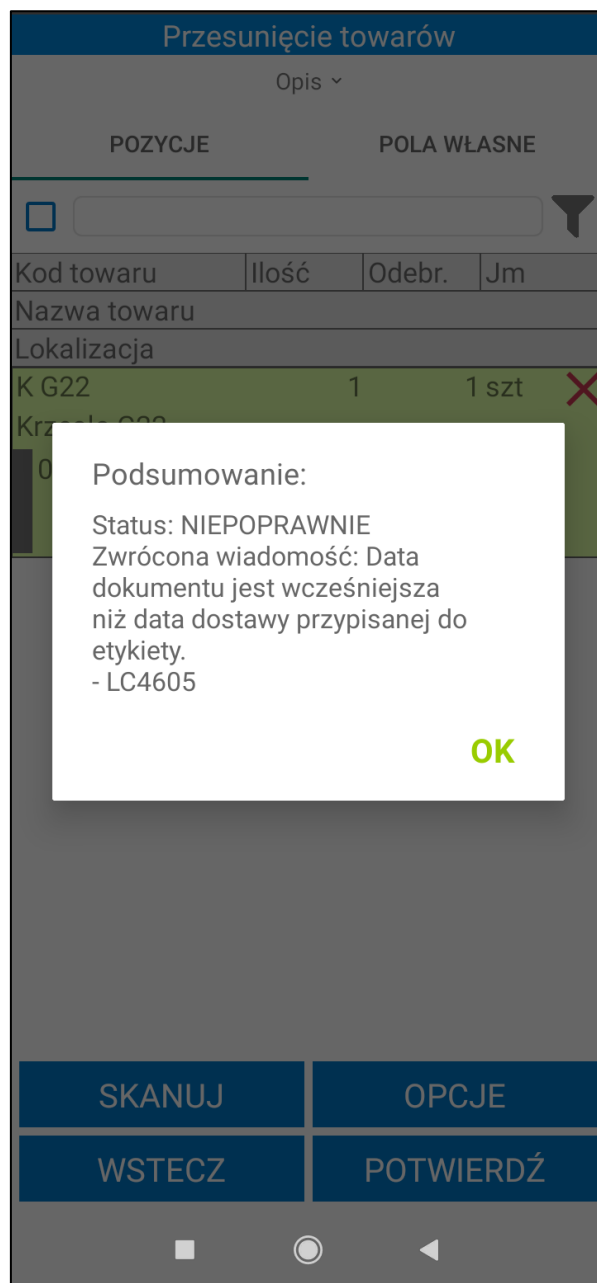 Przesunięcie towarów
Opis
POZYCJE POLA WŁASNE
Kod towaru Ilość Odebr. Jm
Nazwa towaru
Lokalizacja
K G22 1 1 szt
Podsumowanie:
Status: NIEPOPRAWNIE
Zwrócona wiadomość: Data
dokumentu jest wcześniejsza
niż data dostawy przypisanej do
etykiety.
- LC4605
OK
SKANUJ OPCJE
WSTECZ POTWIERDŹ